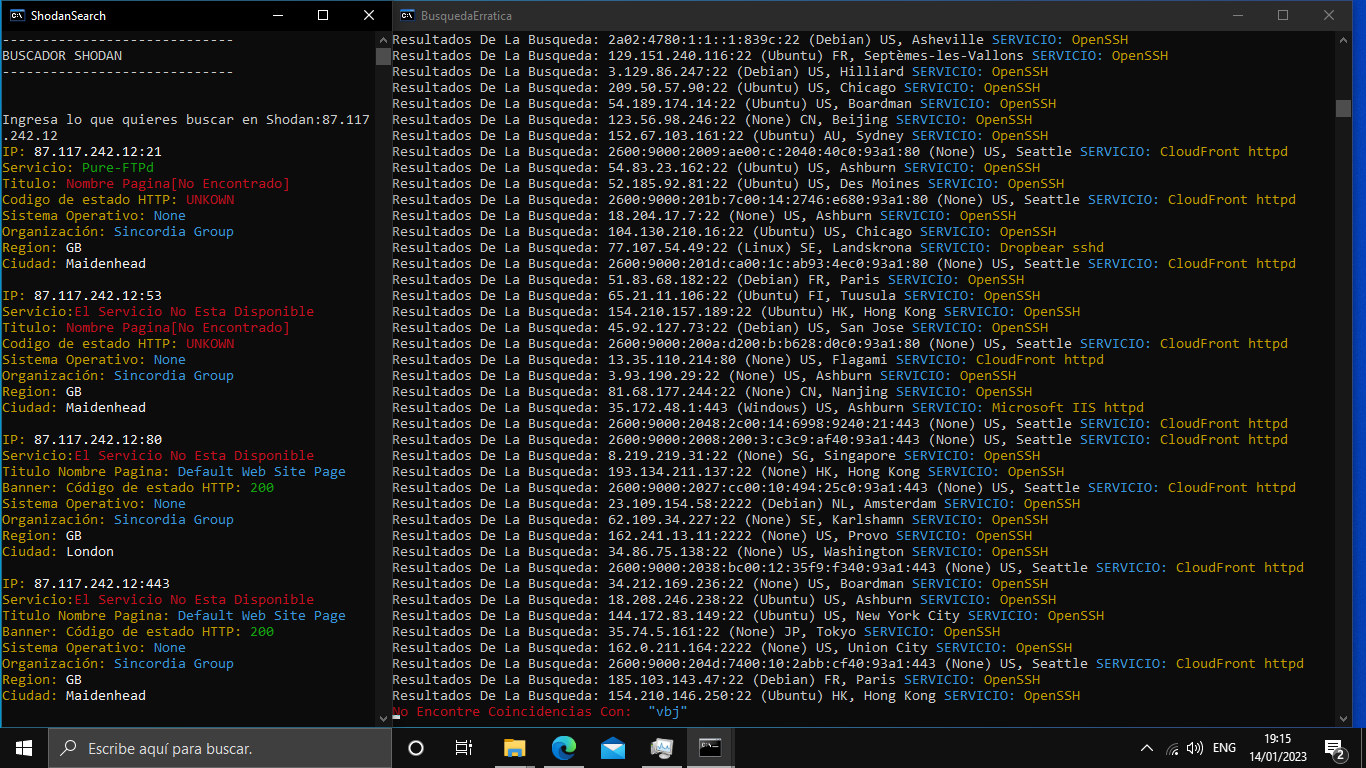 ShodanSearch
-----------------------------
BUSCADOR SHODAN
-----------------------------
Ingresa lo que quieres buscar en Shodan:87.117
.242.12
IP: 87.117.242.12:21
Servicio: Pure-FTPd
Titulo: Nombre Pagina[No Encontrado]
Codigo de estado HTTP: UNKOWN
Sistema Operativo: None
Organización: Sincordia Group
Region: GB
Ciudad: Maidenhead
IP: 87.117.242.12:53
Servicio:El Servicio No Esta Disponible
Titulo: Nombre Pagina[No Encontrado]
Codigo de estado HTTP: UNKOWN
Sistema Operativo: None
Organización: Sincordia Group
Region: GB
Ciudad: Maidenhead
IP: 87.117.242.12:80
Servicio:El Servicio No Esta Disponible
Titulo Nombre Pagina: Default Web Site Page
Banner: Código de estado HTTP: 200
Sistema Operativo: None
Organización: Sincordia Group
Region: GB
Ciudad: London
IP: 87.117.242.12:443
Servicio:El Servicio No Esta Disponible
Titulo Nombre Pagina: Default Web Site Page
Banner: Código de estado HTTP: 200
Sistema Operativo: None
Organización: Sincordia Group
Region: GB
Ciudad: Maidenhead
BusquedaErratica
Resultados De La Busqueda: 2a02:4780:1:1::1:839c:22 (Debian) US, Asheville SERVICIO: OpenSSH
Resultados De La Busqueda: 129.151.240.116:22 (Ubuntu) FR, Septèmes-les-Vallons SERVICIO: OpenSSH
Resultados De La Busqueda: 3.129.86.247:22 (Debian) US, Hilliard SERVICIO: OpenSSH
Resultados De La Busqueda: 209.50.57.90:22 (Ubuntu) US, Chicago SERVICIO: OpenSSH
Resultados De La Busqueda: 54.189.174.14:22 (Ubuntu) US, Boardman SERVICIO: OpenSSH
Resultados De La Busqueda: 123.56.98.246:22 (None) CN, Beijing SERVICIO: OpenSSH
Resultados De La Busqueda: 152.67.103.161:22 (Ubuntu) AU, Sydney SERVICIO: OpenSSH
Resultados De La Busqueda: 2600:9000:2009:ae00:c:2040:40c0:93a1:80 (None) US, Seattle SERVICIO: CloudFront httpd
Resultados De La Busqueda: 54.83.23.162:22 (Ubuntu) US, Ashburn SERVICIO: OpenSSH
Resultados De La Busqueda: 52.185.92.81:22 (Ubuntu) US, Des Moines SERVICIO: OpenSSH
Resultados De La Busqueda: 2600:9000:201b:7c00:14:2746:e680:93a1:80 (None) US, Seattle SERVICIO: CloudFront httpd
Resultados De La Busqueda: 18.204.17.7:22 (None) US, Ashburn SERVICIO: OpenSSH
Resultados De La Busqueda: 104.130.210.16:22 (Ubuntu) US, Chicago SERVICIO: OpenSSH
Resultados De La Busqueda: 77.107.54.49:22 (Linux) SE, Landskrona SERVICIO: Dropbear sshd
Resultados De La Busqueda: 2600:9000:201d:ca00:1c:ab93:4ec0:93a1:80 (None) US, Seattle SERVICIO: CloudFront httpd
Resultados De La Busqueda: 51.83.68.182:22 (Debian) FR, Paris SERVICIO: OpenSSH
Resultados De La Busqueda: 65.21.11.106:22 (Ubuntu) FI, Tuusula SERVICIO: OpenSSH
Resultados De La Busqueda: 154.210.157.189:22 (Ubuntu) HK, Hong Kong SERVICIO: OpenSSH
Resultados De La Busqueda: 45.92.127.73:22 (Debian) US, San Jose SERVICIO: OpenSSH
Resultados De La Busqueda: 2600:9000:200a:d200:b:b628:d0c0:93a1:80 (None) US, Seattle SERVICIO: CloudFront httpd
Resultados De La Busqueda: 13.35.110.214:80 (None) US, Flagami SERVICIO: CloudFront httpd
Resultados De La Busqueda: 3.93.190.29:22 (None) US, Ashburn SERVICIO: OpenSSH
Resultados De La Busqueda: 81.68.177.244:22 (None) CN, Nanjing SERVICIO: OpenSSH
Resultados De La Busqueda: 35.172.48.1:443 (Windows) US, Ashburn SERVICIO: Microsoft IIS httpd
Resultados De La Busqueda: 2600:9000:2048:2c00:14:6998:9240:21:443 (None) US, Seattle SERVICIO: CloudFront httpd
Resultados De La Busqueda: 2600:9000:2008:200:3:c3c9:af40:93a1:443 (None) US, Seattle SERVICIO: CloudFront httpd
Resultados De La Busqueda: 8.219.219.31:22 (None) SG, Singapore SERVICIO: OpenSSH
Resultados De La Busqueda: 193.134.211.137:22 (None) HK, Hong Kong SERVICIO: OpenSSH
Resultados De La Busqueda: 2600:9000:2027:cc00:10:494:25c0:93a1:443 (None) US, Seattle SERVICIO: CloudFront httpd
Resultados De La Busqueda: 23.109.154.58:2222 (Debian) NL, Amsterdam SERVICIO: OpenSSH
Resultados De La Busqueda: 62.109.34.227:22 (None) SE, Karlshamn SERVICIO: OpenSSH
Resultados De La Busqueda: 162.241.13.11:2222 (None) US, Provo SERVICIO: OpenSSH
Resultados De La Busqueda: 34.86.75.138:22 (None) US, Washington SERVICIO: OpenSSH
Resultados De La Busqueda: 2600:9000:2038:bc00:12:35f9:f340:93a1:443 (None) US, Seattle SERVICIO: CloudFront httpd
Resultados De La Busqueda: 34.212.169.236:22 (None) US, Boardman SERVICIO: OpenSSH
Resultados De La Busqueda: 18.208.246.238:22 (Ubuntu) US, Ashburn SERVICIO: OpenSSH
Resultados De La Busqueda: 144.172.83.149:22 (Ubuntu) US, New York City SERVICIO: OpenSSH
Resultados De La Busqueda: 35.74.5.161:22 (None) JP, Tokyo SERVICIO: OpenSSH
Resultados De La Busqueda: 162.0.211.164:2222 (None) US, Union City SERVICIO: OpenSSH
Resultados De La Busqueda: 2600:9000:204d:7400:10:2abb:cf40:93a1:443 (None) US, Seattle SERVICIO: CloudFront httpd
Resultados De La Busqueda: 185.103.143.47:22 (Debian) FR, Paris SERVICIO: OpenSSH
Resultados De La Busqueda: 154.210.146.250:22 (Ubuntu) HK, Hong Kong SERVICIO: OpenSSH
No Encontre Coincidencias Con: "vbj"
Escribe aquí para buscar.
ENG
19:15
14/01/2023
2